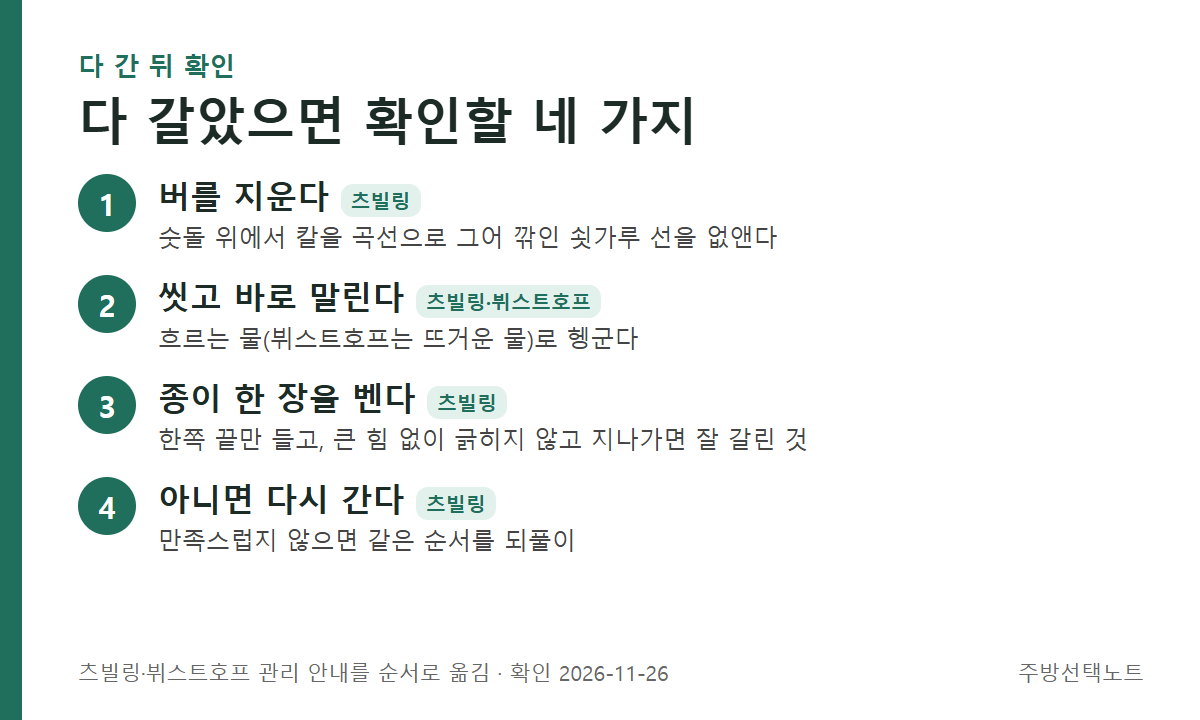 다 간 뒤 확인
다 갈았으면 확인할 네 가지
1
버를 지운다 츠빌링
숫돌 위에서 칼을 곡선으로 그어 깎인 쇳가루 선을 없앤다
2
씻고 바로 말린다 츠빌링·뷔스트호프
흐르는 물(뷔스트호프는 뜨거운 물)로 헹군다
3
종이 한 장을 벤다 츠빌링
한쪽 끝만 들고, 큰 힘 없이 긁히지 않고 지나가면 잘 갈린 것
4
아니면 다시 간다 츠빌링
만족스럽지 않으면 같은 순서를 되풀이
츠빌링·뷔스트호프 관리 안내를 순서로 옮김 · 확인 2026-11-26
주방선택노트